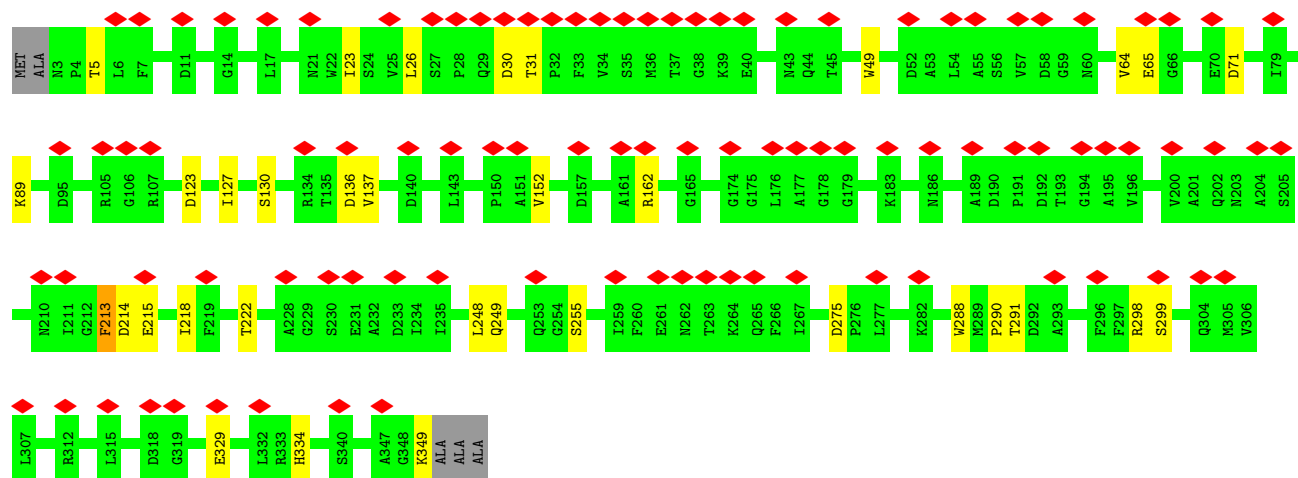 MET ALA N3 P4 T5 L6 F7 D11 G14 L17 N21 W22 I23 S24 V25 L26 S27 P28 Q29 D30 T31 P32 F33 V34 S35 M36 T37 G38 K39 E40 N43 Q44 T45 W49 D52 A53 L54 A55 S56 V57 D58 G59 N60 V64 E65 G66 E70 D71 I79
K89 D95 R105 G106 R107 D123 I127 S130 R134 T135 D136 V137 D140 L143 P150 A151 V152 D157 A161 R162 G165 G174 G175 L176 A177 G178 G179 K183 N186 A189 D190 P191 D192 T193 G194 A195 V196 V200 A201 Q202 N203 A204 S205
N210 I211 G212 F213 D214 E215 I218 F219 T222 A228 G229 S230 E231 A232 D233 I234 I235 L248 Q249 Q253 G254 S255 I259 F260 E261 N262 T263 K264 Q265 F266 I267 D275 P276 L277 K282 W288 M289 P290 T291 D292 A293 F296 F297 R298 S299 Q304 M305 V306
L307 R312 L315 D318 G319 E329 L332 R333 H334 S340 A347 G348 K349 ALA ALA ALA